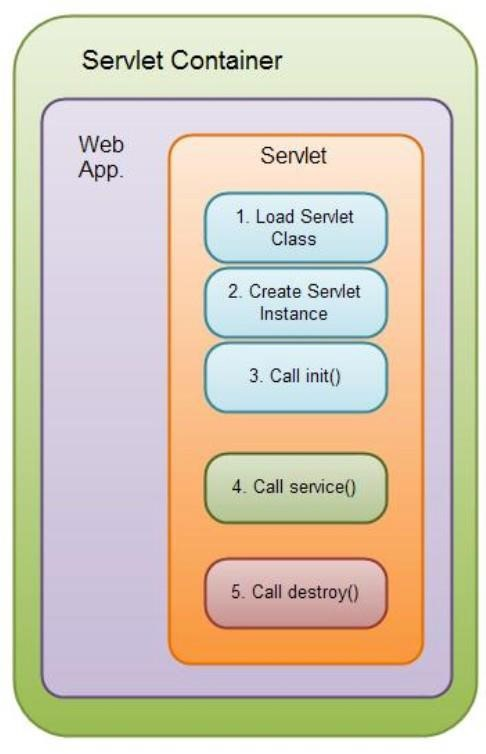 Servlet Container
Web
App.
Servlet
1. Load Servlet
Class
2. Create Servlet
Instance
3. Call init()
4. Call service()
5. Call destroy()